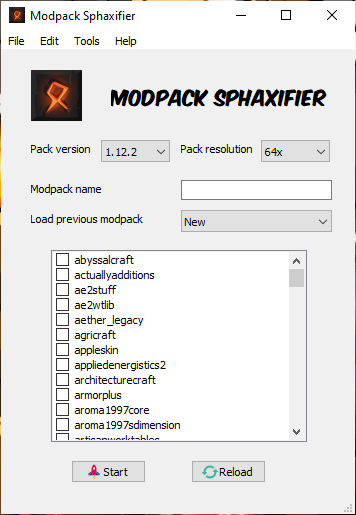 Modpack Sphaxifier
File Edit Tools Help
MODPACK SPHAXIFIER
Pack version 1.12.2 Pack resolution 64x
Modpack name
Load previous modpack New
abyssalcraft
actuallyadditions
ae2stuff
ae2wtlib
aether_legacy
agricraft
appleskin
appliedenergistics2
architecturecraft
armorplus
aroma1997core
aroma1997sdimension
artisanworktables
Start Reload